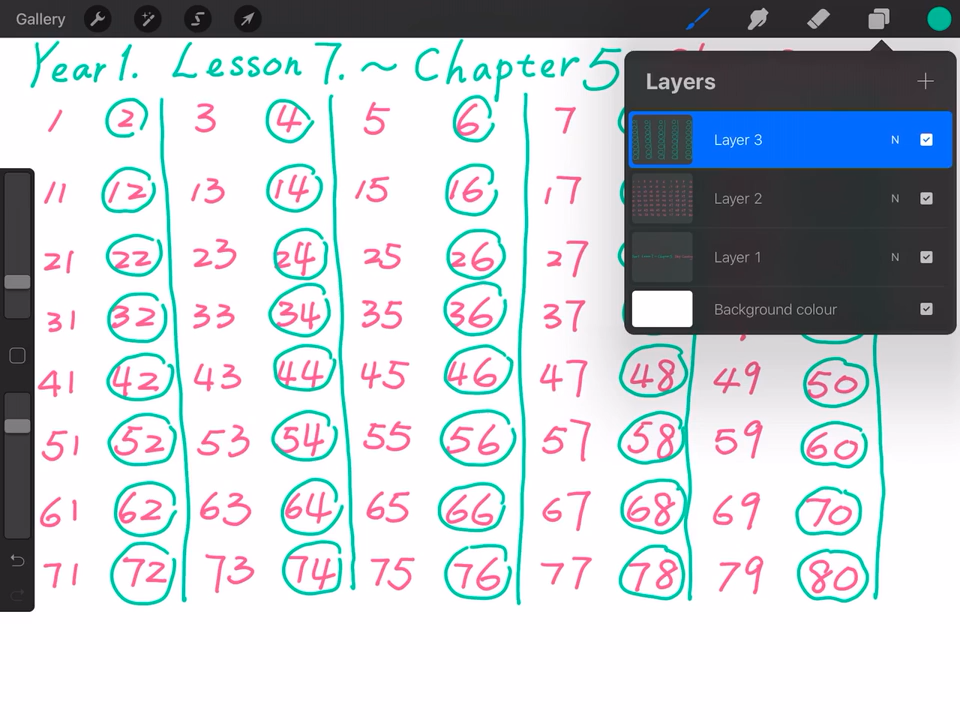 Gallery
Year 1. Lesson 7. ~ Chapter 5
Layers
Layer 3 N
Layer 2 N
Layer 1 N
Background colour
1 2 3 4 5 6 7
11 12 13 14 15 16 17
21 22 23 24 25 26 27
31 32 33 34 35 36 37
41 42 43 44 45 46 47 48 49 50
51 52 53 54 55 56 57 58 59 60
61 62 63 64 65 66 67 68 69 70
71 72 73 74 75 76 77 78 79 80